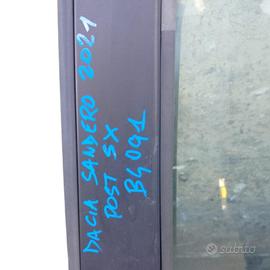 DACIA SANDERO 2021
POST SX
B4091
subito